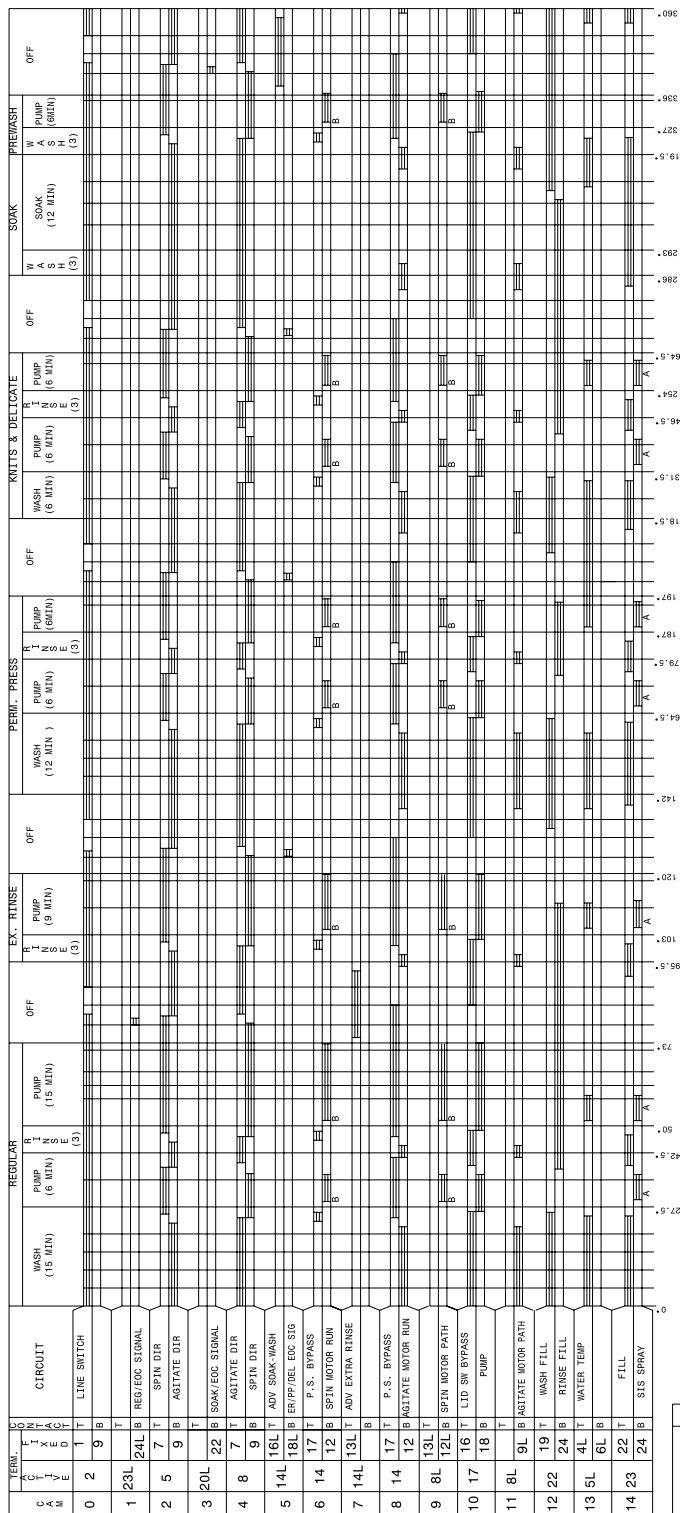 CAM
TERM.
ACTIVE
FIXED
CONTACT
CIRCUIT
REGULAR
WASH
(15 MIN)
PUMP
(6 MIN)
RINSE
(3)
PUMP
(15 MIN)
OFF
EX. RINSE
RINSE
(3)
PUMP
(9 MIN)
OFF
PERM. PRESS
WASH
(12 MIN )
PUMP
(6 MIN)
RINSE
(3)
PUMP
(6MIN)
OFF
KNITS & DELICATE
WASH
(6 MIN)
PUMP
(6 MIN)
RINSE
(3)
PUMP
(6 MIN)
OFF
SOAK
WASH
(3)
SOAK
(12 MIN)
PREWASH
WASH
(3)
PUMP
(6MIN)
OFF
0 2 1 T LINE SWITCH
9 B
1 23L T
24L B REG/EOC SIGNAL
2 5 7 T SPIN DIR
9 B AGITATE DIR
3 20L T
22 B SOAK/EOC SIGNAL
4 8 7 T AGITATE DIR
9 B SPIN DIR
5 14L 16L T ADV SOAK-WASH
18L B ER/PP/DEL EOC SIG
6 14 17 T P.S. BYPASS
12 B SPIN MOTOR RUN B B B B B B B
7 14L 13L T ADV EXTRA RINSE
B
8 14 17 T P.S. BYPASS
12 B AGITATE MOTOR RUN
9 8L 13L T
12L B SPIN MOTOR PATH B B B B B B B B
10 17 16 T LID SW BYPASS
18 B PUMP
11 8L T
9L B AGITATE MOTOR PATH
12 22 19 T WASH FILL
24 B RINSE FILL
13 5L 4L T WATER TEMP
6L B
14 23 22 T FILL
24 B SIS SPRAY A A A A A A A
0 27.5° 42.5° 50° 73° 95.5° 103° 120° 142° 64.5° 79.5° 187° 197° 18.5° 31.5° 46.5° 254° 64.5° 286° 293° 19.5° 327° 336° 360°